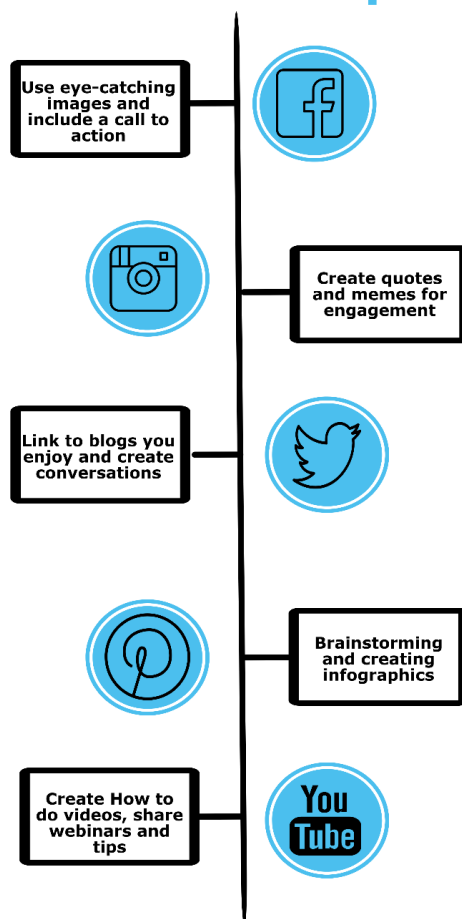 Use eye-catching
images and
include a call to
action
Create quotes
and memes for
engagement
Link to blogs you
enjoy and create
conversations
Brainstorming
and creating
infographics
Create How to
do videos, share
webinars and
tips
You
Tube